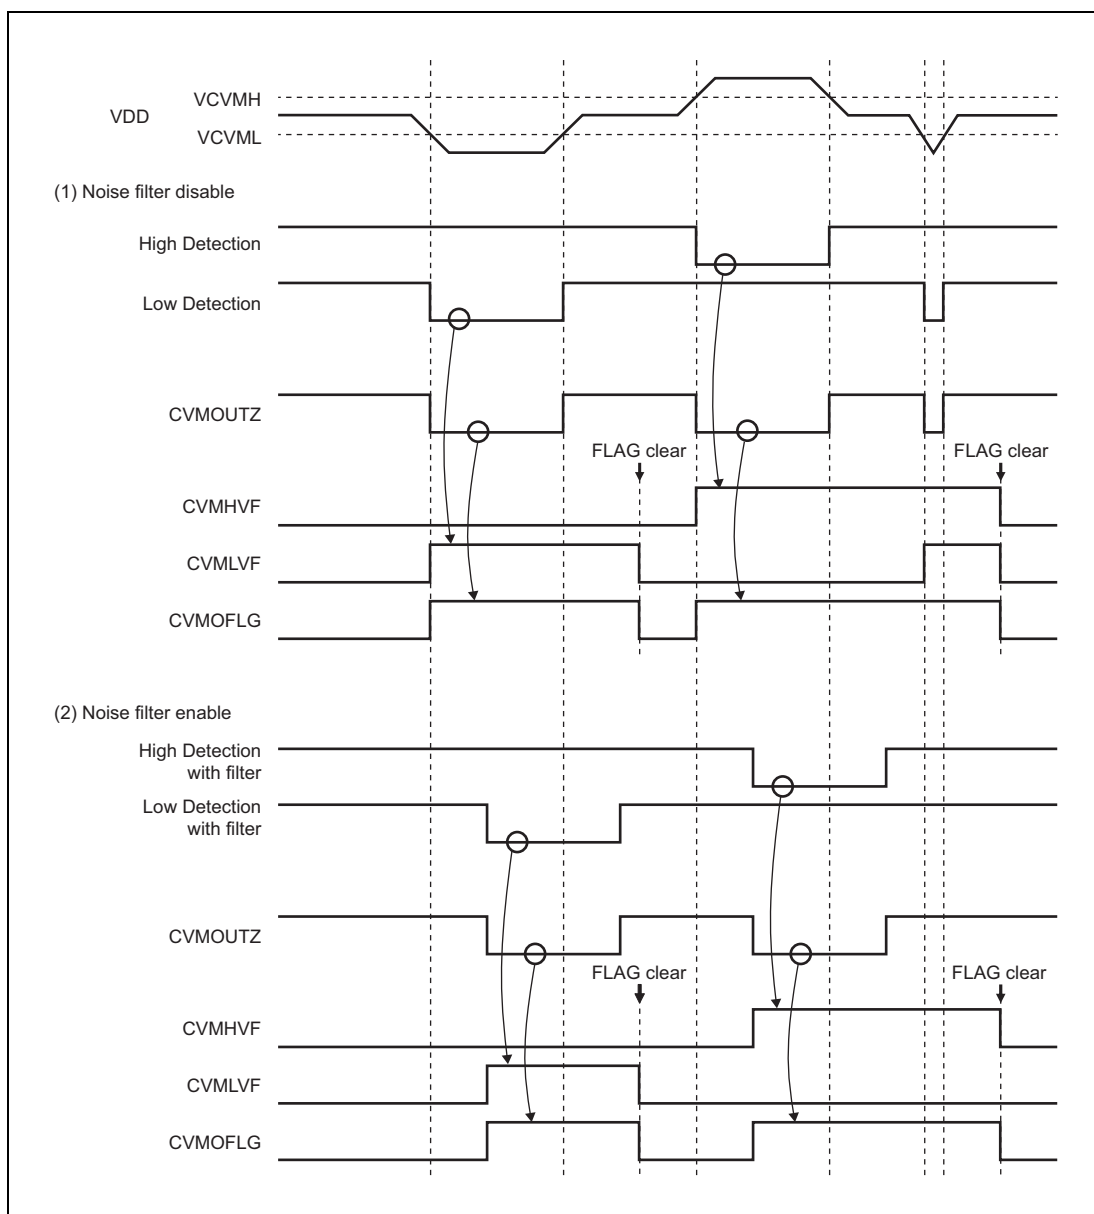 VCVMH
VDD
VCVML
(1) Noise filter disable
High Detection
Low Detection
CVMOUTZ
FLAG clear
FLAG clear
CVMHVF
CVMLVF
CVMOFLG
(2) Noise filter enable
High Detection
with filter
Low Detection
with filter
CVMOUTZ
FLAG clear
FLAG clear
CVMHVF
CVMLVF
CVMOFLG